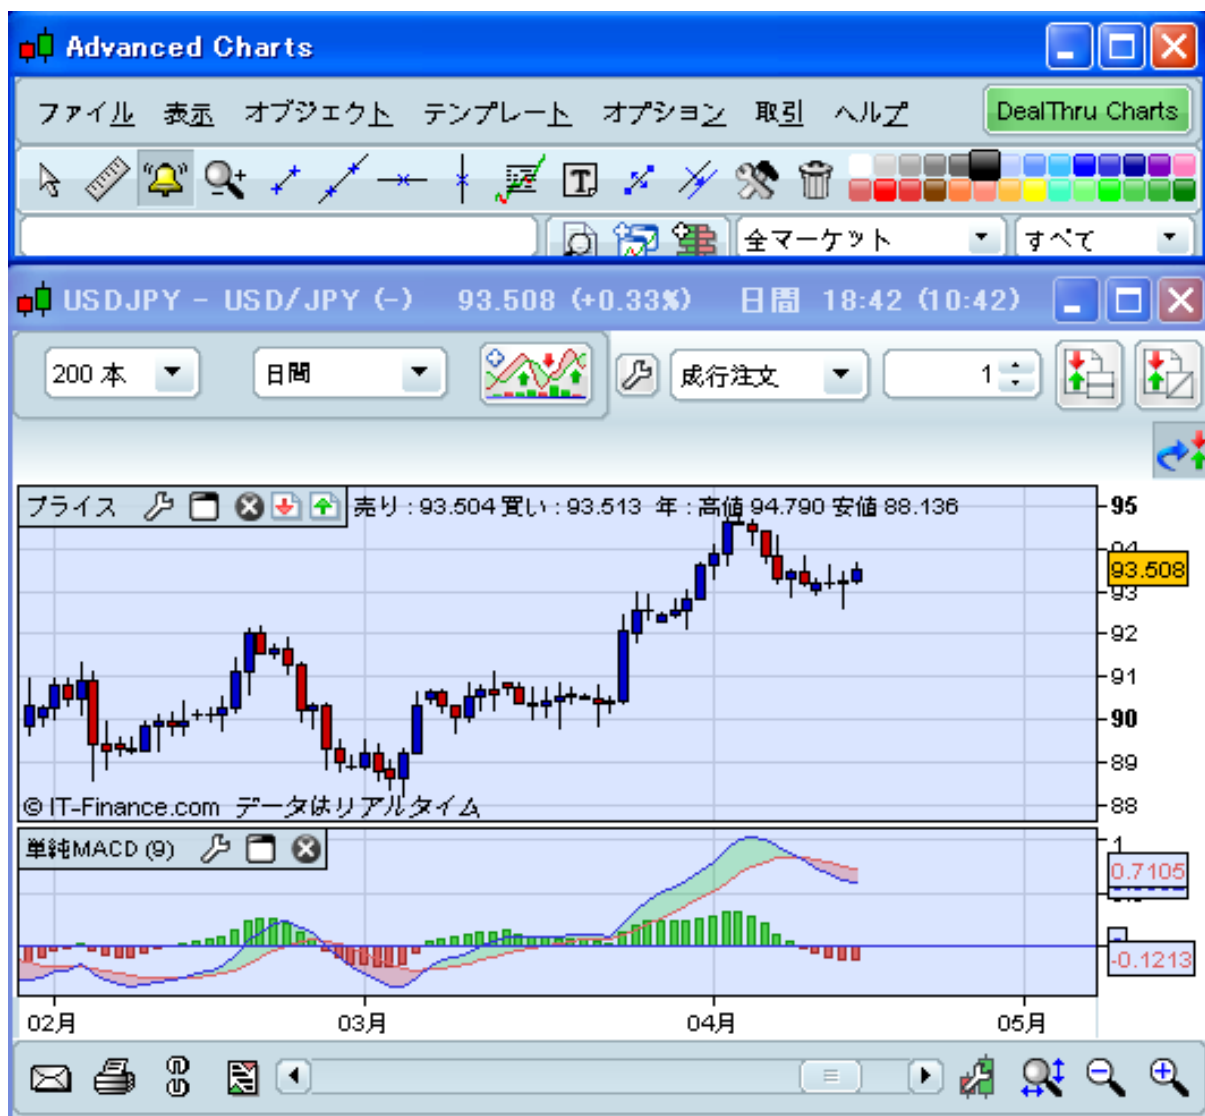 Advanced Charts
ファイル 表示 オブジェクト テンプレート オプション 取引 ヘルプ DealThru Charts
全マーケット すべて
USDJPY - USD/JPY (-) 93.508 (+0.33%) 日間 18:42 (10:42)
200 本 日間 成行注文 1
プライス 売り : 93.504 買い : 93.513 年 : 高値 94.790 安値 88.136
95
94
93.508
93
92
91
90
89
88
© IT-Finance.com データはリアルタイム
単純MACD (9)
1
0.7105
-0.1213
02月 03月 04月 05月